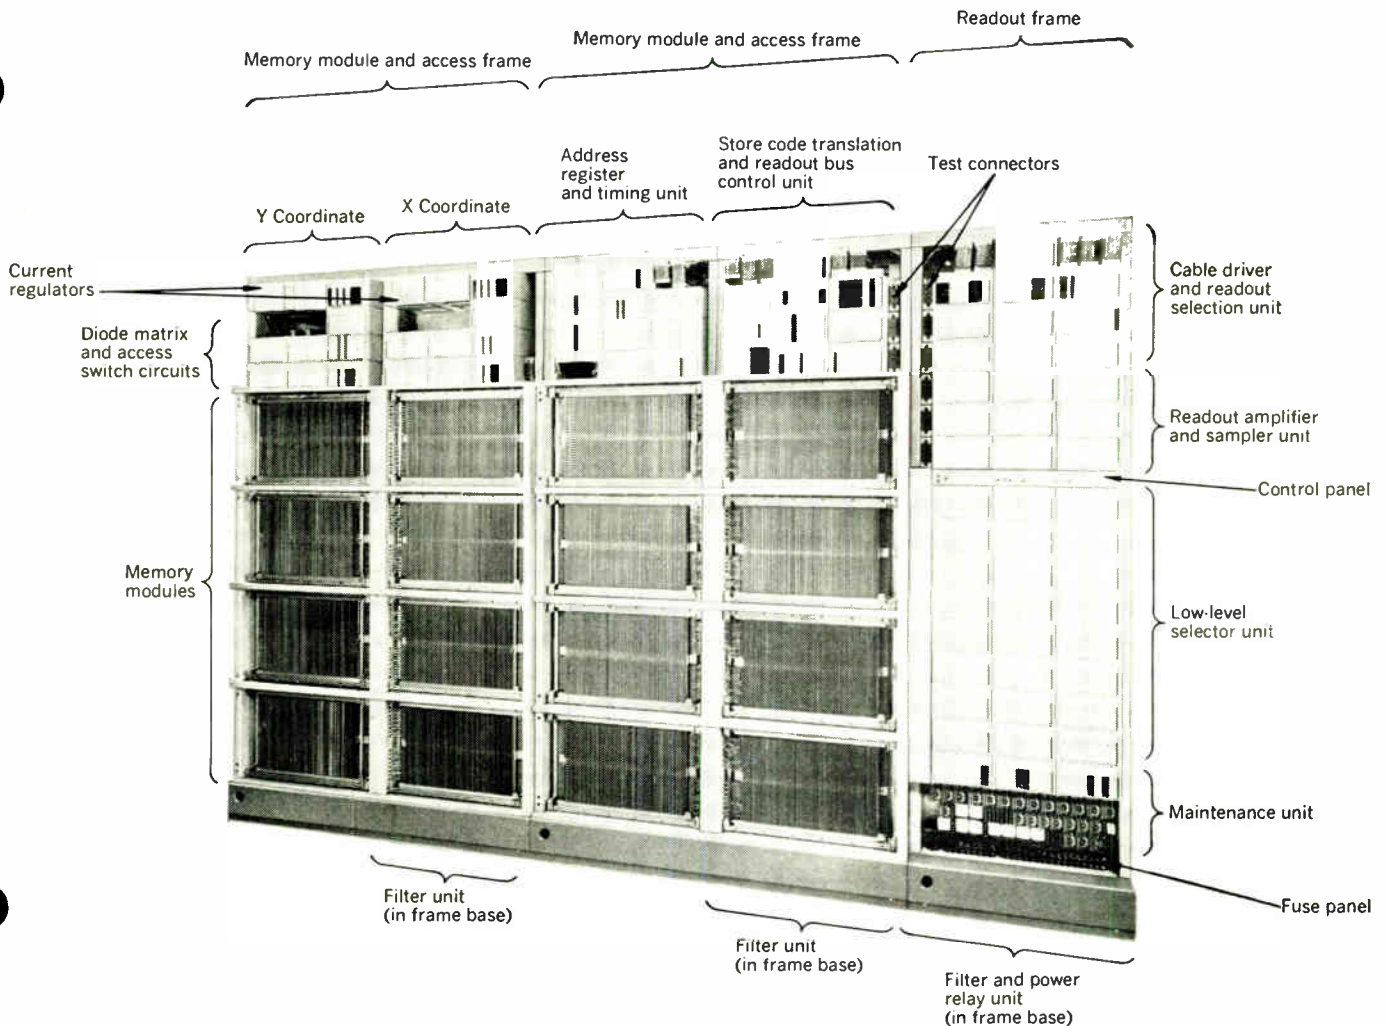 Readout frame
Memory module and access frame
Memory module and access frame
Store code translation
and readout bus
control unit
Address
register
and timing unit
Test connectors
X Coordinate
Y Coordinate
Current
regulators
Cable driver
and readout
selection unit
Diode matrix
and access
switch circuits
Readout amplifier
and sampler unit
Control panel
Memory
modules
Low-level
selector unit
Maintenance unit
Filter unit
(in frame base)
Fuse panel
Filter unit
(in frame base)
Filter and power
relay unit
(in frame base)